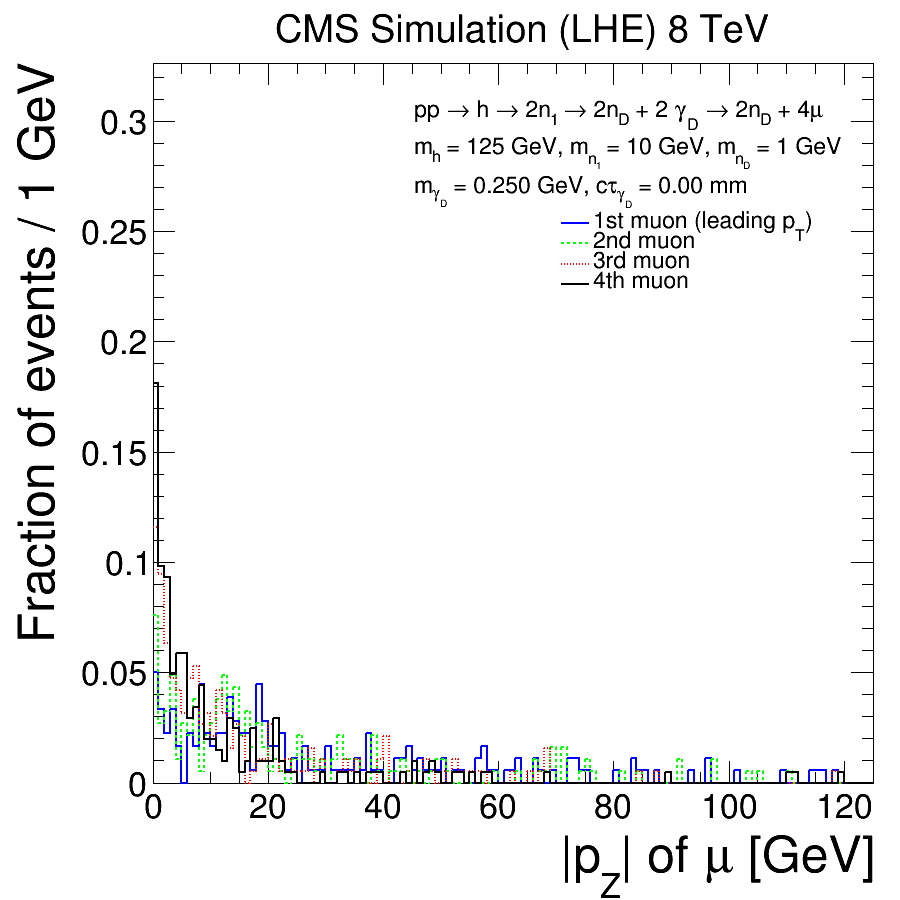 CMS Simulation (LHE) 8 TeV
Fraction of events / 1 GeV
pp → h → 2n1 → 2nD + 2 γD → 2nD + 4μ
mh = 125 GeV, mn1 = 10 GeV, mnD = 1 GeV
mγD = 0.250 GeV, cτγD = 0.00 mm
1st muon (leading pT)
2nd muon
3rd muon
4th muon
0.3
0.25
0.2
0.15
0.1
0.05
0
0 20 40 60 80 100 120
|pZ| of μ [GeV]